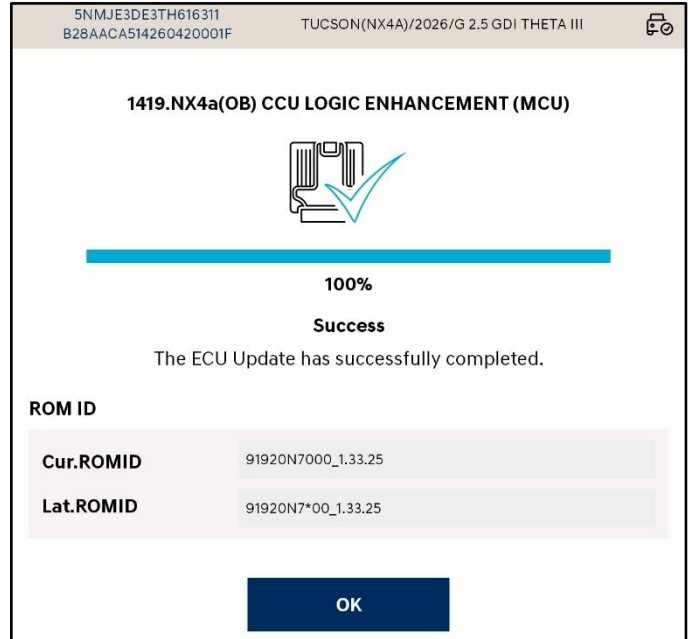 5NMJE3DE3TH616311
B28AACA514260420001F
TUCSON(NX4A)/2026/G 2.5 GDI THETA III
1419.NX4a(OB) CCU LOGIC ENHANCEMENT (MCU)
100%
Success
The ECU Update has successfully completed.
ROM ID
Cur.ROMID 91920N7000_1.33.25
Lat.ROMID 91920N7*00_1.33.25
OK